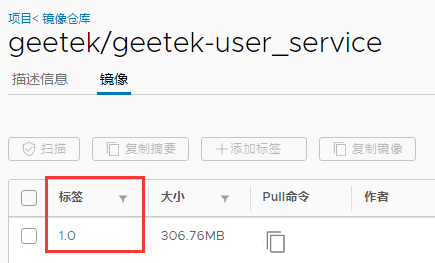 项目< 镜像仓库
geetek/geetek-user_service
描述信息 镜像
扫描 复制摘要 +添加标签 复制镜像
标签 大小 Pull命令 作者
1.0 306.76MB